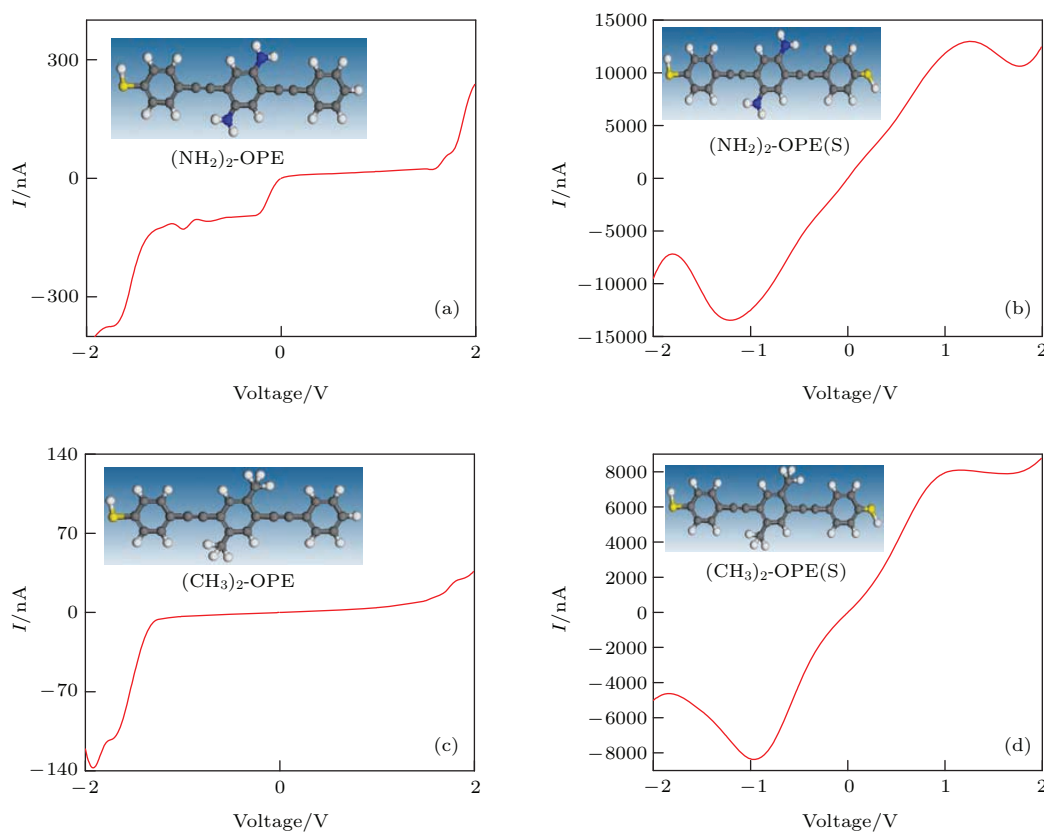 300
0
−300
I/nA
(NH₂)₂-OPE
(a)
−2
0
2
Voltage/V
15000
10000
5000
0
−5000
−10000
−15000
I/nA
(NH₂)₂-OPE(S)
(b)
−2
−1
0
1
2
Voltage/V
140
70
0
−70
−140
I/nA
(CH₃)₂-OPE
(c)
−2
0
2
Voltage/V
8000
6000
4000
2000
0
−2000
−4000
−6000
−8000
I/nA
(CH₃)₂-OPE(S)
(d)
−2
−1
0
1
2
Voltage/V